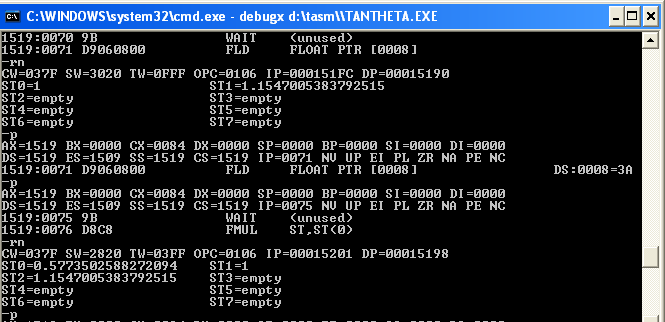 C:\WINDOWS\system32\cmd.exe - debugx d:\tasm\\TANTHETA.EXE
1519:0070 9B WAIT (unused)
1519:0071 D9060800 FLD FLOAT PTR [0008]
-rn
CW=037F SW=3020 TW=0FFF OPC=0106 IP=000151FC DP=00015190
ST0=1 ST1=1.1547005383792515
ST2=empty ST3=empty
ST4=empty ST5=empty
ST6=empty ST7=empty
-p
AX=1519 BX=0000 CX=0084 DX=0000 SP=0000 BP=0000 SI=0000 DI=0000
DS=1519 ES=1509 SS=1519 CS=1519 IP=0071 NV UP EI PL ZR NA PE NC
1519:0071 D9060800 FLD FLOAT PTR [0008] DS:0008=3A
-p
AX=1519 BX=0000 CX=0084 DX=0000 SP=0000 BP=0000 SI=0000 DI=0000
DS=1519 ES=1509 SS=1519 CS=1519 IP=0075 NV UP EI PL ZR NA PE NC
1519:0075 9B WAIT (unused)
1519:0076 D8C8 FMUL ST,ST(0)
-rn
CW=037F SW=2820 TW=03FF OPC=0106 IP=00015201 DP=00015198
ST0=0.5773502588272094 ST1=1
ST2=1.1547005383792515 ST3=empty
ST4=empty ST5=empty
ST6=empty ST7=empty
-p